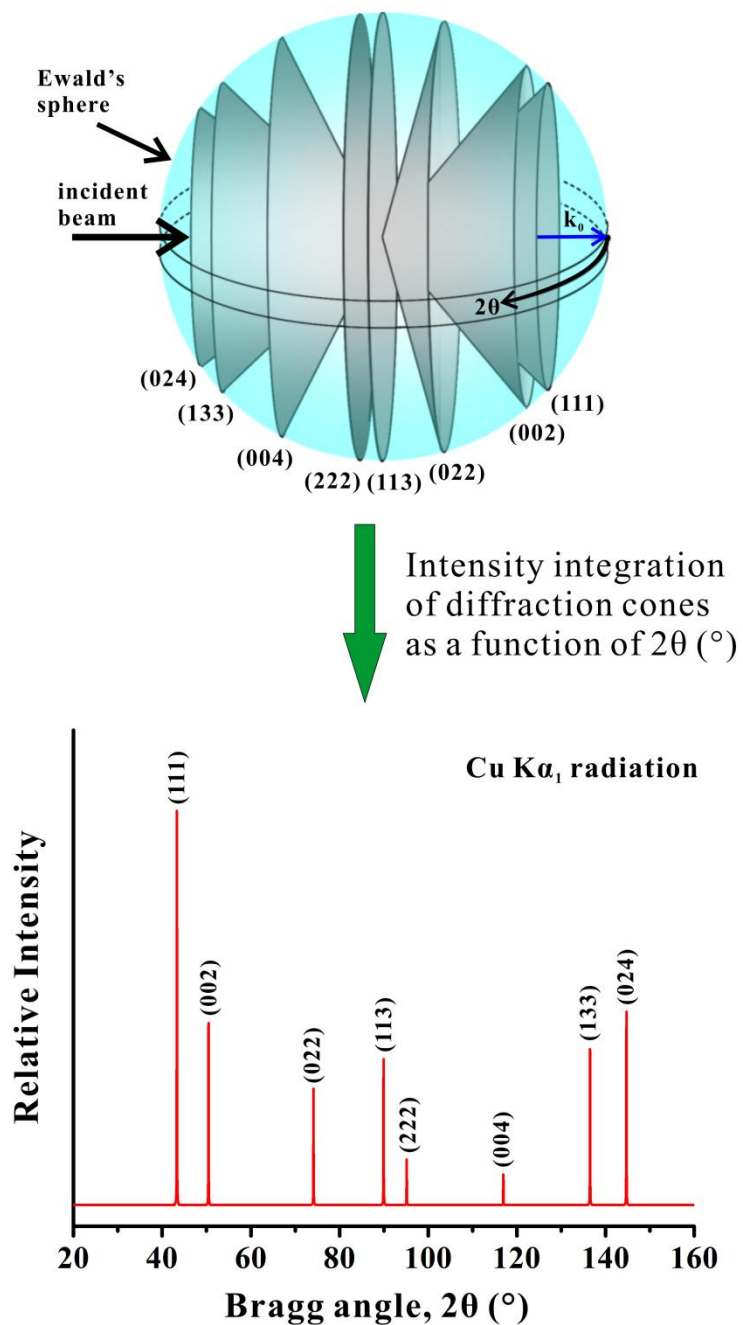 Ewald's
sphere
incident
beam
k₀
2θ
(024)
(133)
(004)
(222)
(113)
(022)
(002)
(111)
Intensity integration
of diffraction cones
as a function of 2θ (°)
Cu Kα₁ radiation
Relative Intensity
(111)
(002)
(022)
(113)
(222)
(004)
(133)
(024)
20 40 60 80 100 120 140 160
Bragg angle, 2θ (°)